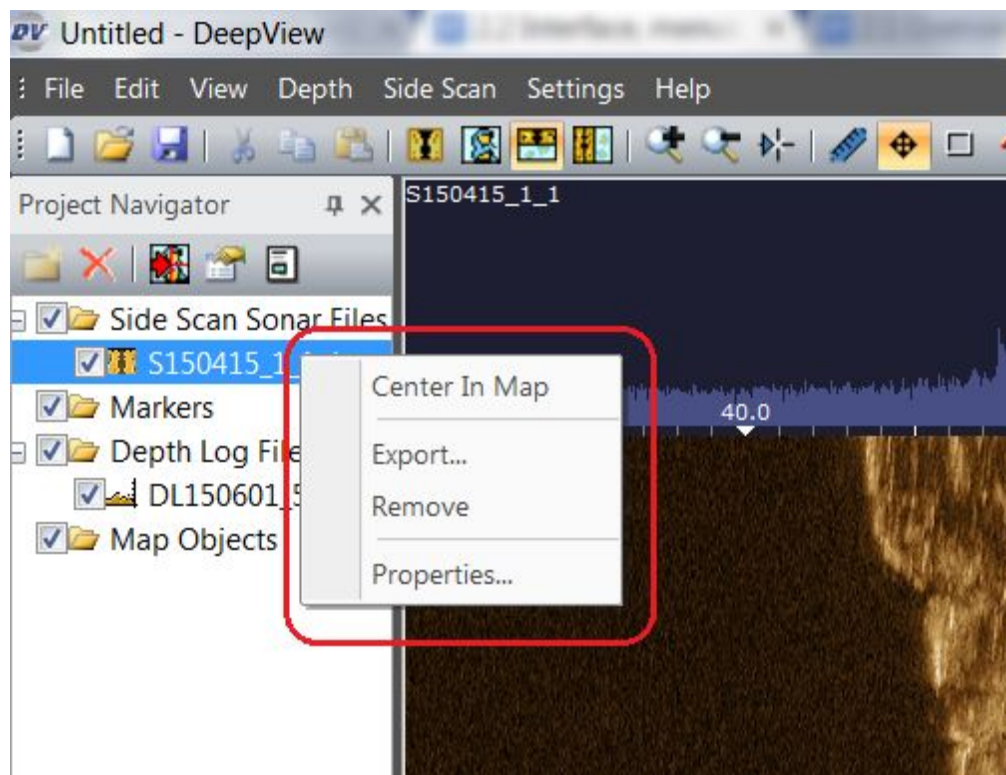 DV Untitled - DeepView
File Edit View Depth Side Scan Settings Help
Project Navigator
S150415_1_1
Side Scan Sonar Files
S150415_1
Center In Map
Markers
40.0
Depth Log File
Export...
DL150601_5
Remove
Map Objects
Properties...